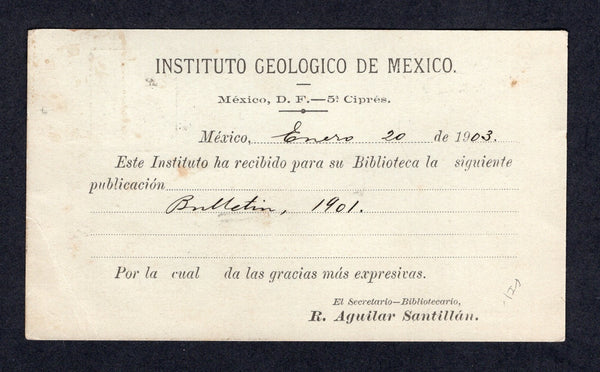 INSTITUTO GEOLOGICO DE MEXICO.
México, D. F.—5ª Ciprés.
México, Enero 20 de 1903.
Este Instituto ha recibido para su Biblioteca la siguiente
publicación
Bulletin, 1901.
Por la cual da las gracias más expresivas.
El Secretario—Bibliotecario,
R. Aguilar Santillán.